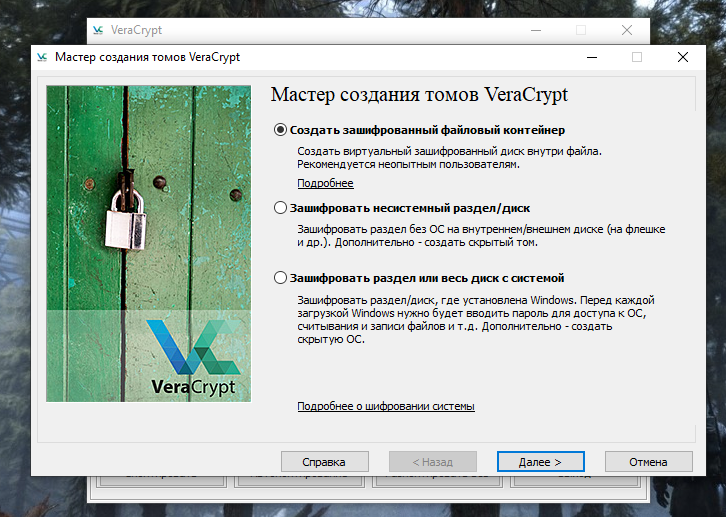 VeraCrypt
Мастер создания томов VeraCrypt
Мастер создания томов VeraCrypt
Создать зашифрованный файловый контейнер
Создать виртуальный зашифрованный диск внутри файла.
Рекомендуется неопытным пользователям.
Подробнее
Зашифровать несистемный раздел/диск
Зашифровать раздел без ОС на внутреннем/внешнем диске (на флешке
и др.). Дополнительно - создать скрытый том.
Зашифровать раздел или весь диск с системой
Зашифровать раздел/диск, где установлена Windows. Перед каждой
загрузкой Windows нужно будет вводить пароль для доступа к ОС,
считывания и записи файлов и т.д. Дополнительно - создать
скрытую ОС.
VeraCrypt
Подробнее о шифровании системы
Справка
< Назад
Далее >
Отмена